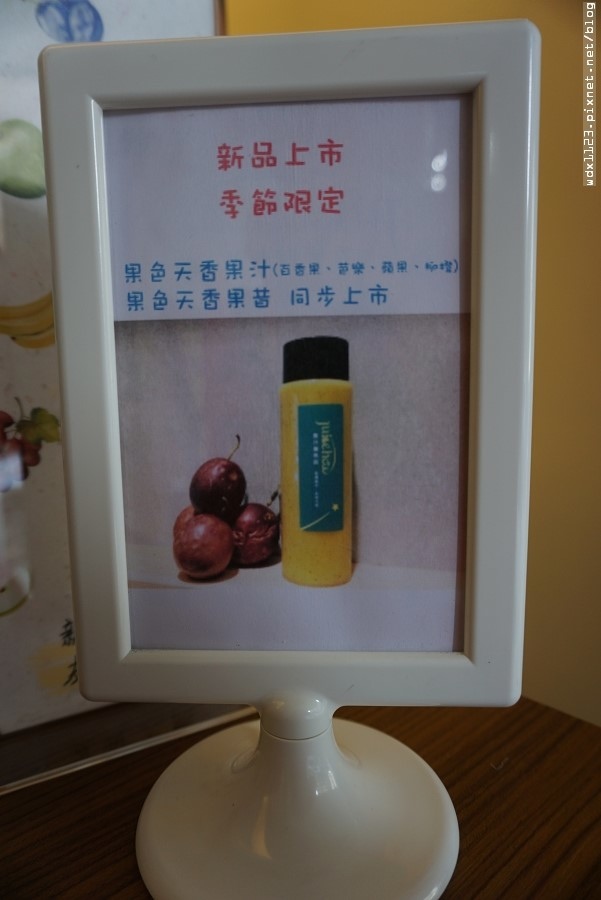 新品上市
季節限定
果色天香果汁(百香果、芭樂、蘋果、柳橙)
果色天香果昔 同步上市
wdx1123.pixnet.net/blog